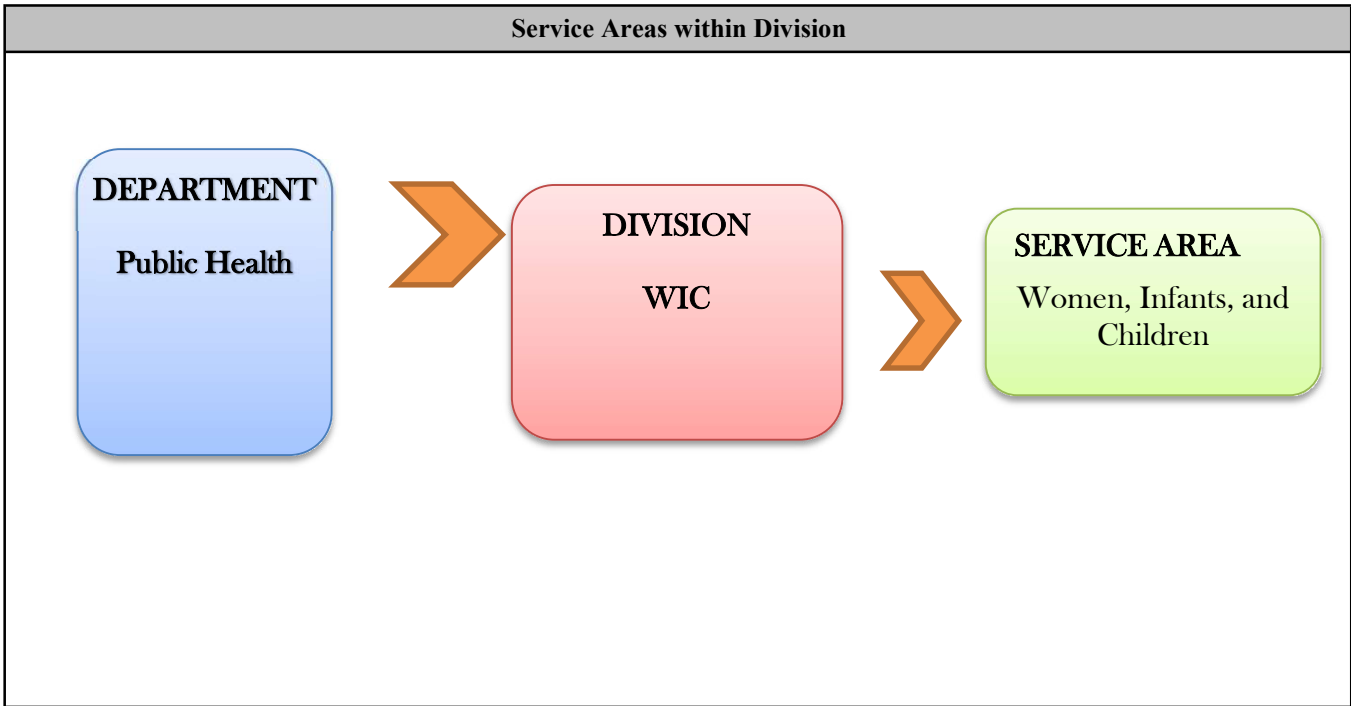 Service Areas within Division
DEPARTMENT
Public Health
DIVISION
WIC
SERVICE AREA
Women, Infants, and
Children